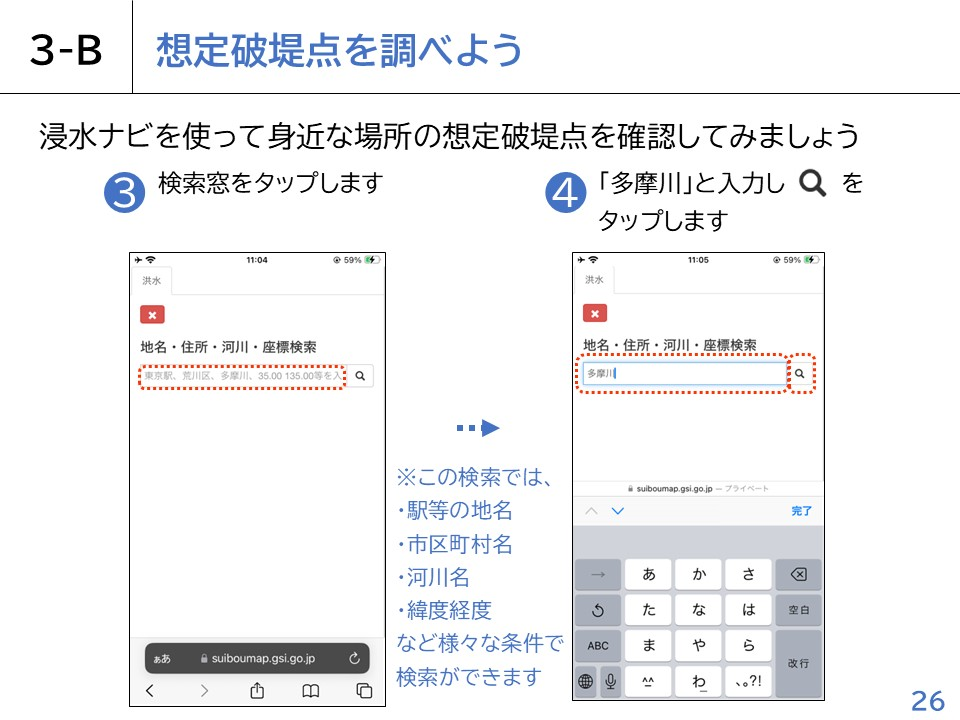 3-B
想定破堤点を調べよう
浸水ナビを使って身近な場所の想定破堤点を確認してみましょう
3 検索窓をタップします
4 「多摩川」と入力し を
タップします
11:04
59%
洪水
地名・住所・河川・座標検索
東京駅、荒川区、多摩川、35.00 135.00等を入
ぁあ suiboumap.gsi.go.jp
※この検索では、
・駅等の地名
・市区町村名
・河川名
・緯度経度
など様々な条件で
検索ができます
11:05
59%
洪水
地名・住所・河川・座標検索
多摩川
suiboumap.gsi.go.jp — プライベート
完了
→ あ か さ
た な は 空白
ABC ま や ら
改行
^^ わ_ 、。?!
26